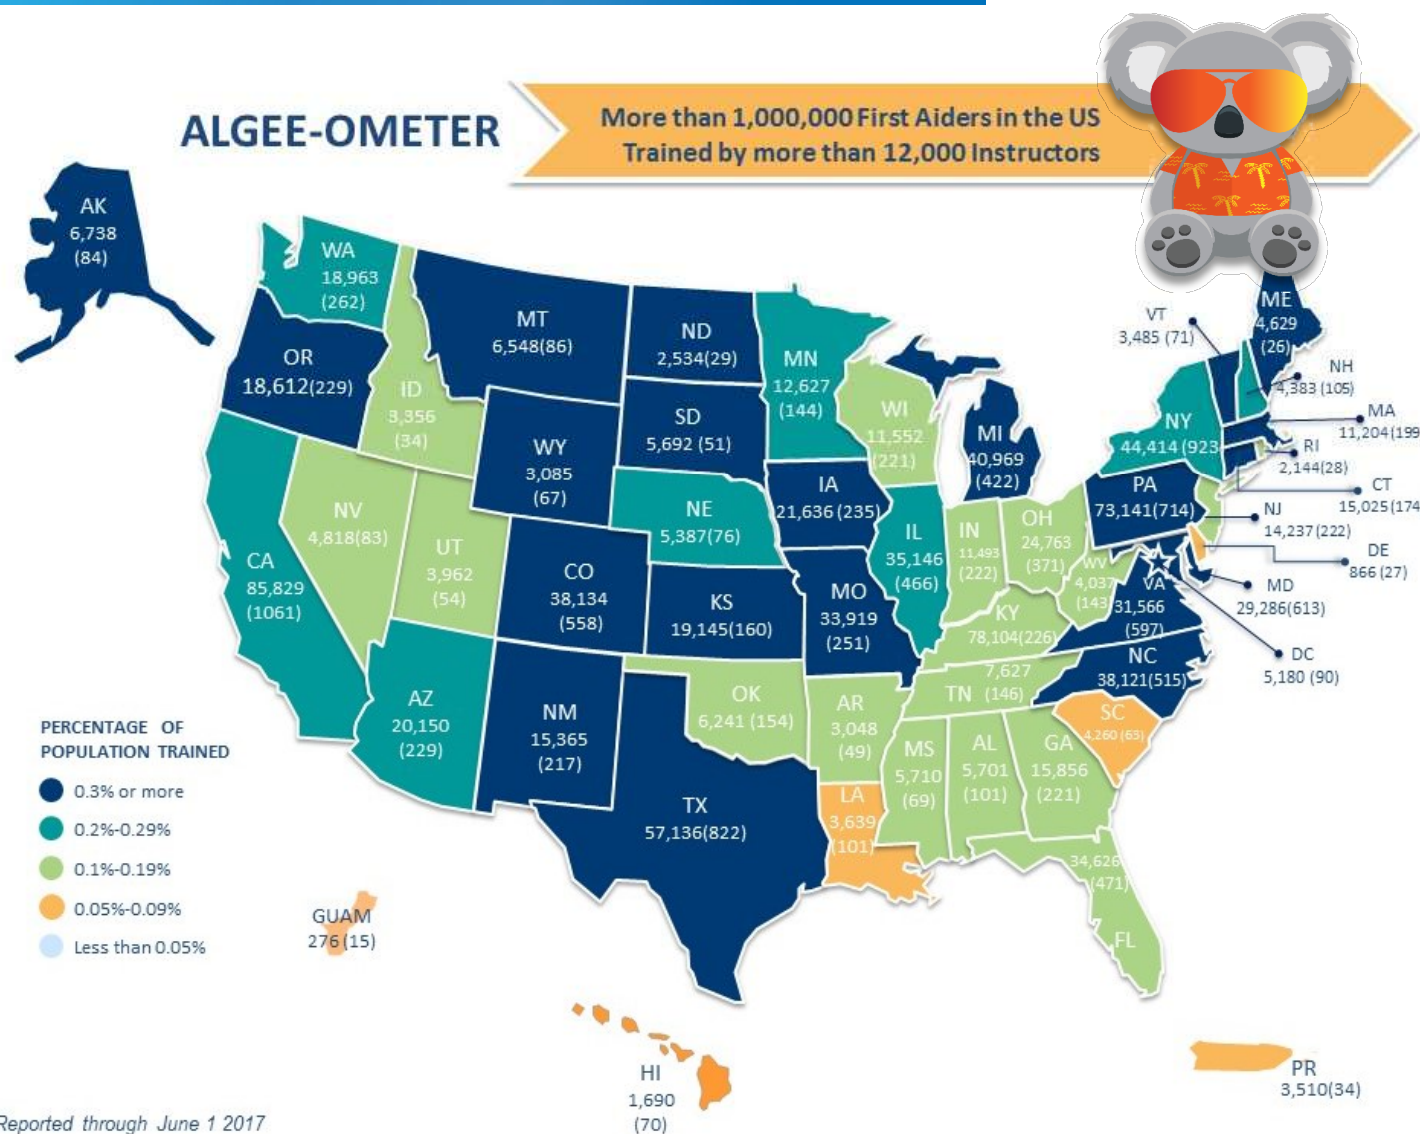 ALGEE-OMETER
More than 1,000,000 First Aiders in the US
Trained by more than 12,000 Instructors
AK
6,738
(84)
WA
18,963
(262)
OR
18,612(229)
ID
3,356
(34)
MT
6,548(86)
ND
2,534(29)
MN
12,627
(144)
SD
5,692 (51)
WY
3,085
(67)
WI
11,552
(221)
MI
40,969
(422)
VT
3,485 (71)
ME
4,629
(26)
NH
4,383 (105)
MA
11,204(199
NY
44,414 (923
RI
2,144(28)
CT
15,025(174
PA
73,141(714)
NJ
14,237(222)
DE
866 (27)
MD
29,286(613)
DC
5,180 (90)
IA
21,636 (235)
NE
5,387(76)
NV
4,818(83)
UT
3,962
(54)
CA
85,829
(1061)
CO
38,134
(558)
KS
19,145(160)
MO
33,919
(251)
IL
35,146
(466)
IN
11,493
(222)
OH
24,763
(371)
WV
4,037
(143)
VA
31,566
(597)
KY
78,104(226)
NC
38,121(515)
7,627
TN (146)
SC
4,260 (65)
AZ
20,150
(229)
NM
15,365
(217)
OK
6,241 (154)
AR
3,048
(49)
MS
5,710
(69)
AL
5,701
(101)
GA
15,856
(221)
TX
57,136(822)
LA
3,639
(101)
34,626
(471)
FL
PERCENTAGE OF
POPULATION TRAINED
0.3% or more
0.2%-0.29%
0.1%-0.19%
0.05%-0.09%
Less than 0.05%
GUAM
276 (15)
HI
1,690
(70)
PR
3,510(34)
Reported through June 1 2017